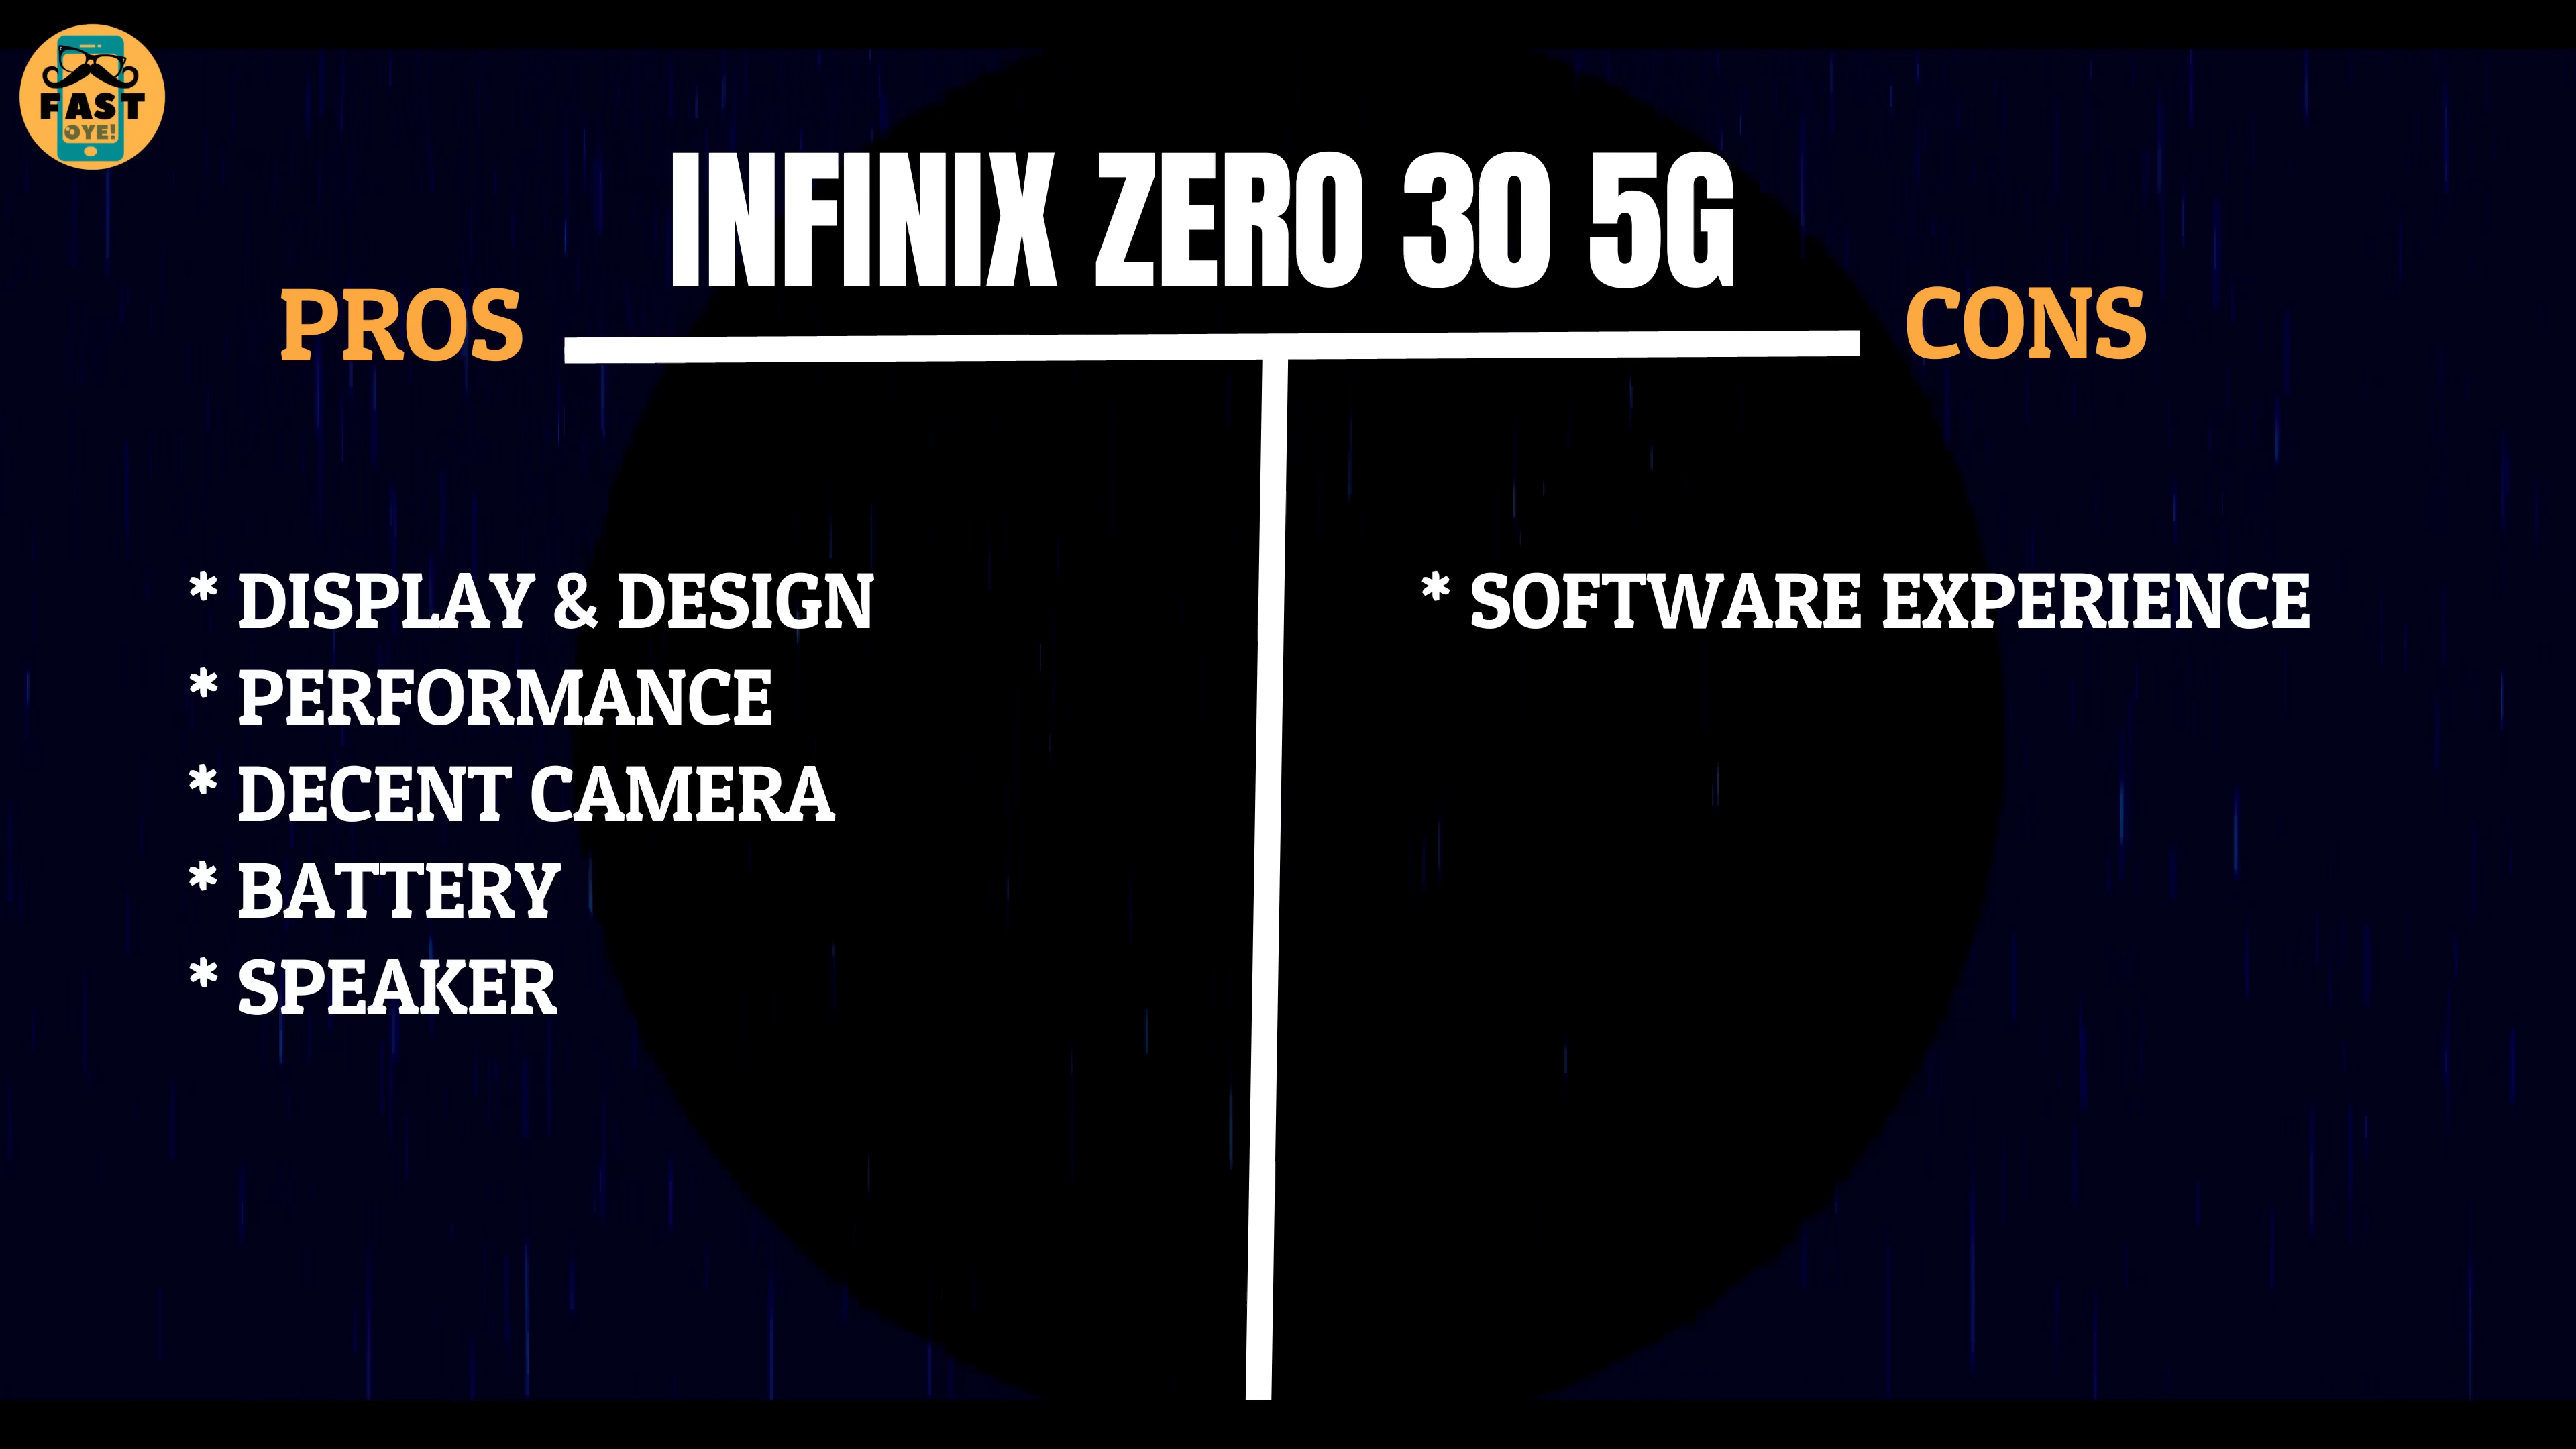 FAST
OYE!
INFINIX ZERO 30 5G
PROS
CONS
* DISPLAY & DESIGN
* PERFORMANCE
* DECENT CAMERA
* BATTERY
* SPEAKER
* SOFTWARE EXPERIENCE